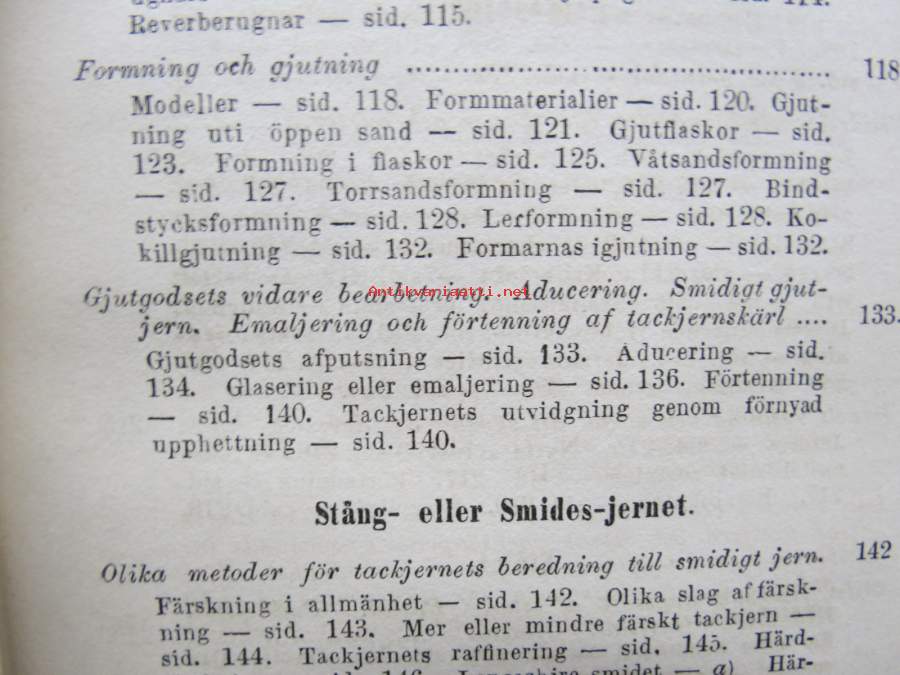 Reverberugnar — sid. 115.
Formning och gjutning ........................................ 118
Modeller — sid. 118. Formmaterialier — sid. 120. Gjut-
ning uti öppen sand — sid. 121. Gjutflaskor — sid.
123. Formning i flaskor — sid. 125. Våtsandsformning
— sid. 127. Torrsandsformning — sid. 127. Bind-
stycksformning — sid. 128. Lerformning — sid. 128. Ko-
killgjutning — sid. 132. Formarnas igjutning — sid. 132.
Gjutgodsets vidare bearbetning. Aducering. Smidigt gjut-
Antikvariaatti.net
jern. Emaljering och förtenning af tackjernskärl .... 133.
Gjutgodsets afputsning — sid. 133. Aducering — sid.
134. Glasering eller emaljering — sid. 136. Förtenning
— sid. 140. Tackjernets utvidgning genom förnyad
upphettning — sid. 140.
Stång- eller Smides-jernet.
Olika metoder för tackjernets beredning till smidigt jern. 142
Färskning i allmänhet — sid. 142. Olika slag af färsk-
ning — sid. 143. Mer eller mindre färskt tackjern —
sid. 144. Tackjernets raffinering — sid. 145. Härd-
smidet — a) Här-